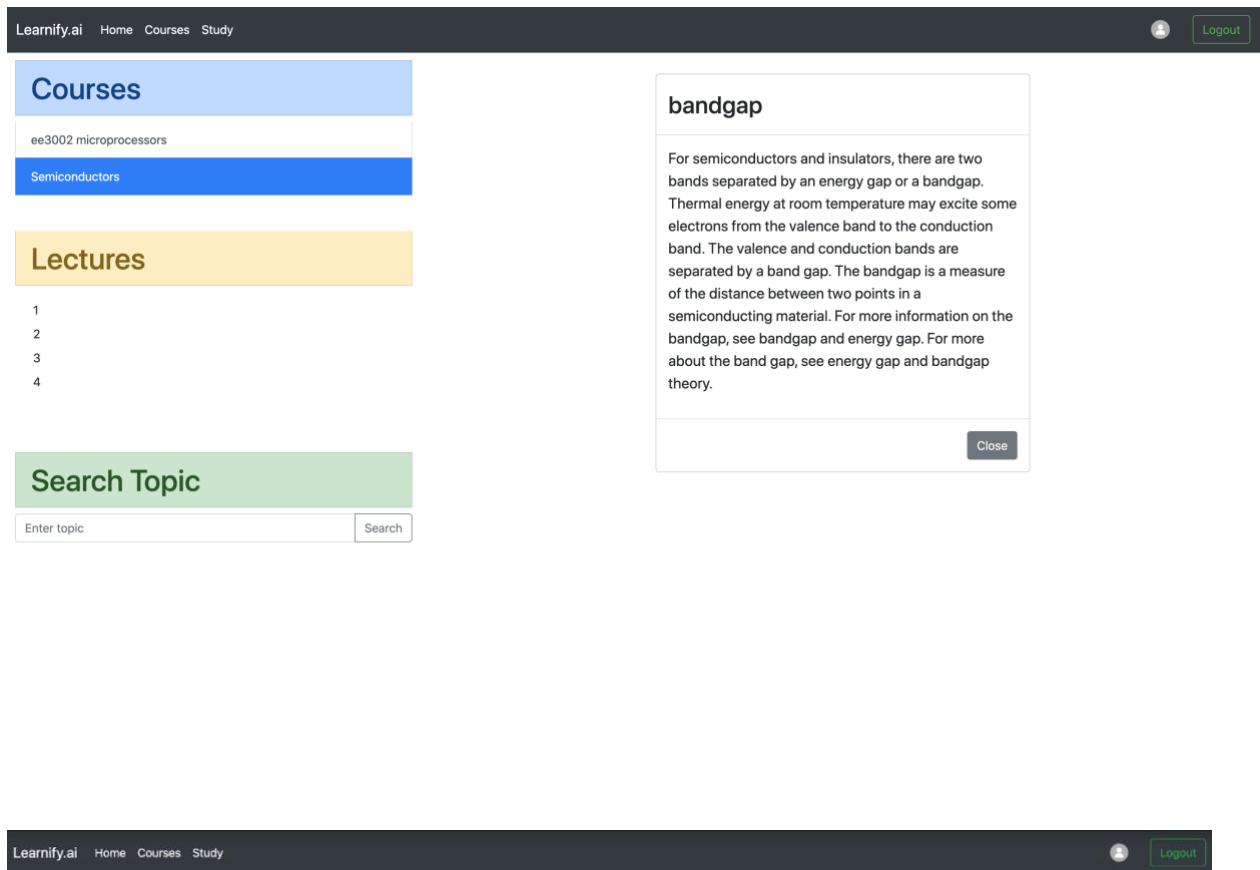 Learnify.ai Home Courses Study Logout
Courses
ee3002 microprocessors
Semiconductors
Lectures
1
2
3
4
Search Topic
Enter topic Search
bandgap
For semiconductors and insulators, there are two
bands separated by an energy gap or a bandgap.
Thermal energy at room temperature may excite some
electrons from the valence band to the conduction
band. The valence and conduction bands are
separated by a band gap. The bandgap is a measure
of the distance between two points in a
semiconducting material. For more information on the
bandgap, see bandgap and energy gap. For more
about the band gap, see energy gap and bandgap
theory.
Close
Learnify.ai Home Courses Study Logout